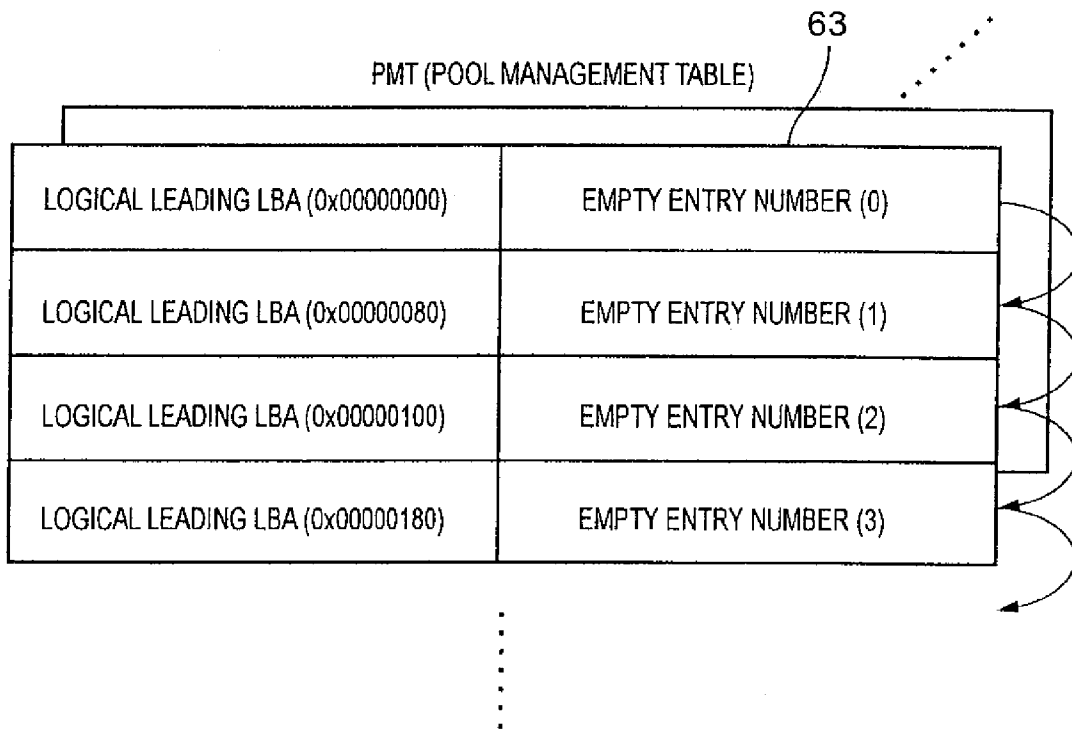 63
PMT (POOL MANAGEMENT TABLE)
LOGICAL LEADING LBA (0x00000000) EMPTY ENTRY NUMBER (0)
LOGICAL LEADING LBA (0x00000080) EMPTY ENTRY NUMBER (1)
LOGICAL LEADING LBA (0x00000100) EMPTY ENTRY NUMBER (2)
LOGICAL LEADING LBA (0x00000180) EMPTY ENTRY NUMBER (3)